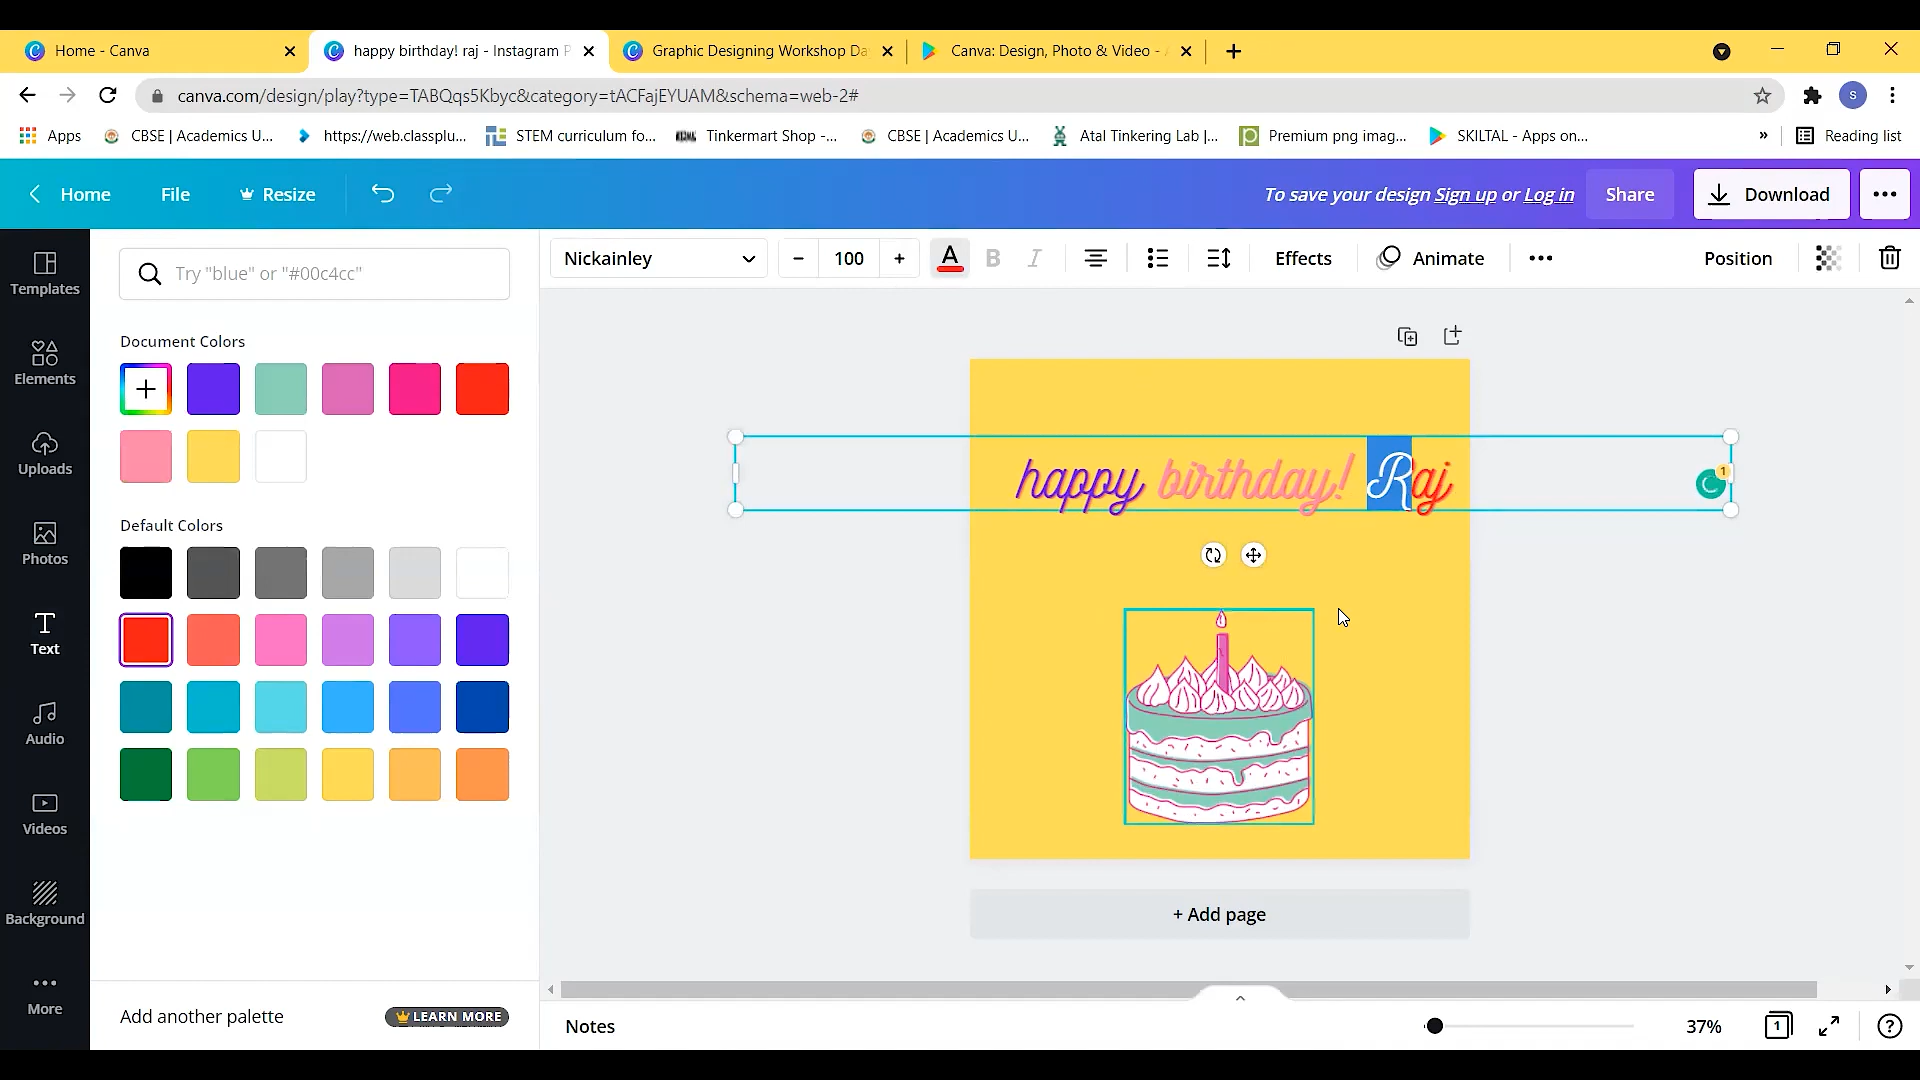 Home - Canva
happy birthday! raj - Instagram P
Graphic Designing Workshop Da
Canva: Design, Photo & Video -
canva.com/design/play?type=TABQqs5Kbyc&category=tACFajEYUAM&schema=web-2#
S
Apps
CBSE | Academics U...
https://web.classplu...
STEM curriculum fo...
Tinkermart Shop -...
CBSE | Academics U...
Atal Tinkering Lab |...
Premium png imag...
SKILTAL - Apps on...
»
Reading list
Home
File
Resize
To save your design Sign up or Log in
Share
Download
Templates
Elements
Uploads
Photos
Text
Audio
Videos
Background
More
Try "blue" or "#00c4cc"
Document Colors
Default Colors
Add another palette
LEARN MORE
Nickainley
- 100 +
A
B
I
Effects
Animate
Position
happy birthday! Raj
1
+ Add page
Notes
37%
1
?